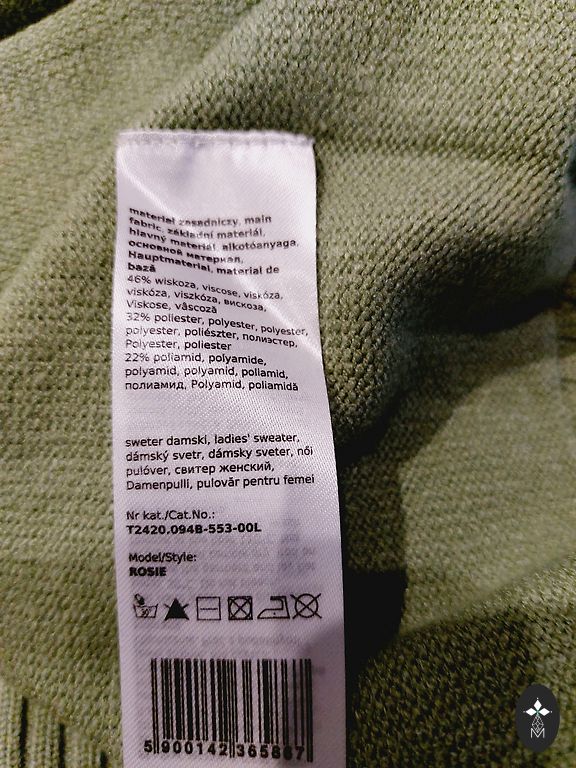 materiał zasadniczy, main
fabric, základní materiál,
hlavný materiál, alkotóanyaga,
основной материал,
Hauptmaterial, material de
bază
46% wiskoza, viscose, viskóza,
viskóza, viszkóza, вискоза,
Viskose, vâscoză
32% poliester, polyester, polyester,
polyester, poliészter, полиэстер,
Polyester, poliester
22% poliamid, polyamide,
polyamid, polyamid, poliamid,
полиамид, Polyamid, poliamidă
sweter damski, ladies' sweater,
dámský svetr, dámsky sveter, női
pulóver, свитер женский,
Damenpulli, pulovăr pentru femei
Nr kat./Cat.No.:
T2420.094B-553-00L
Model/Style:
ROSIE
30°
5 900142 365867
M